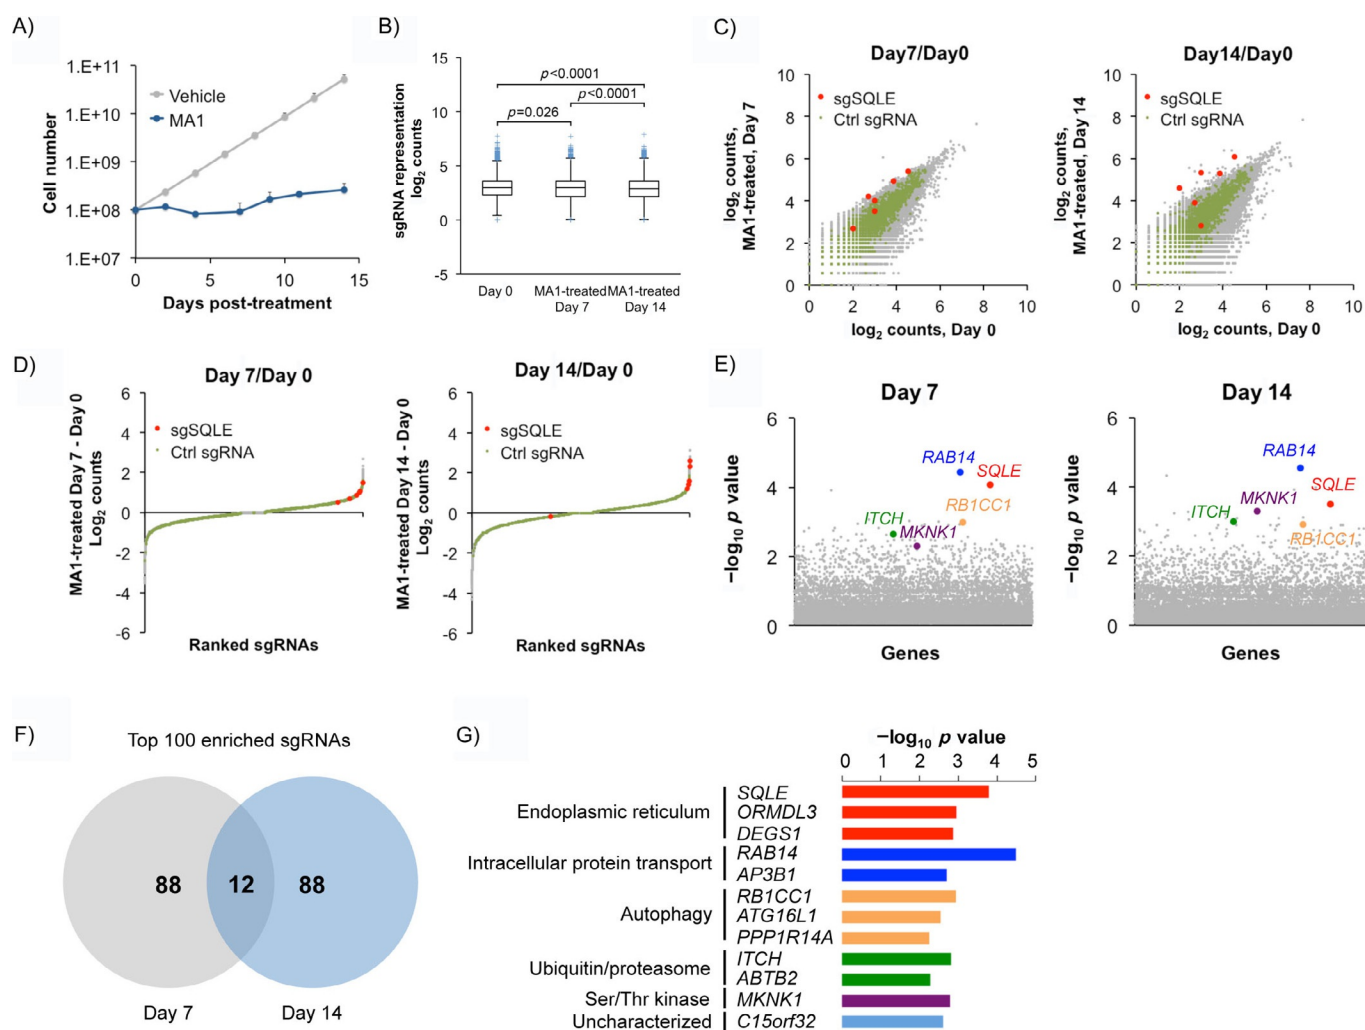 A)
1.E+11
1.E+10
1.E+09
1.E+08
1.E+07
Cell number
Vehicle
MA1
0 5 10 15
Days post-treatment
B)
sgRNA representation
log2 counts
15
10
5
0
-5
p<0.0001
p<0.0001
p=0.026
Day 0
MA1-treated
Day 7
MA1-treated
Day 14
C)
Day7/Day0
log2 counts,
MA1-treated, Day 7
10
8
6
4
2
0
sgSQLE
Ctrl sgRNA
0 2 4 6 8 10
log2 counts, Day 0
Day14/Day0
log2 counts,
MA1-treated, Day 14
10
8
6
4
2
0
sgSQLE
Ctrl sgRNA
0 2 4 6 8 10
log2 counts, Day 0
D)
Day 7/Day 0
MA1-treated Day 7 - Day 0
Log2 counts
6
4
2
0
-2
-4
-6
sgSQLE
Ctrl sgRNA
Ranked sgRNAs
Day 14/Day 0
MA1-treated Day 14 - Day 0
Log2 counts
6
4
2
0
-2
-4
-6
sgSQLE
Ctrl sgRNA
Ranked sgRNAs
E)
Day 7
−log10 p value
6
4
2
0
RAB14
SQLE
RB1CC1
ITCH
MKNK1
Genes
Day 14
−log10 p value
6
4
2
0
RAB14
SQLE
MKNK1
ITCH
RB1CC1
Genes
F)
Top 100 enriched sgRNAs
88 12 88
Day 7 Day 14
G)
−log10 p value
0 1 2 3 4 5
Endoplasmic reticulum
SQLE
ORMDL3
DEGS1
Intracellular protein transport
RAB14
AP3B1
Autophagy
RB1CC1
ATG16L1
PPP1R14A
Ubiquitin/proteasome
ITCH
ABTB2
Ser/Thr kinase
MKNK1
Uncharacterized
C15orf32